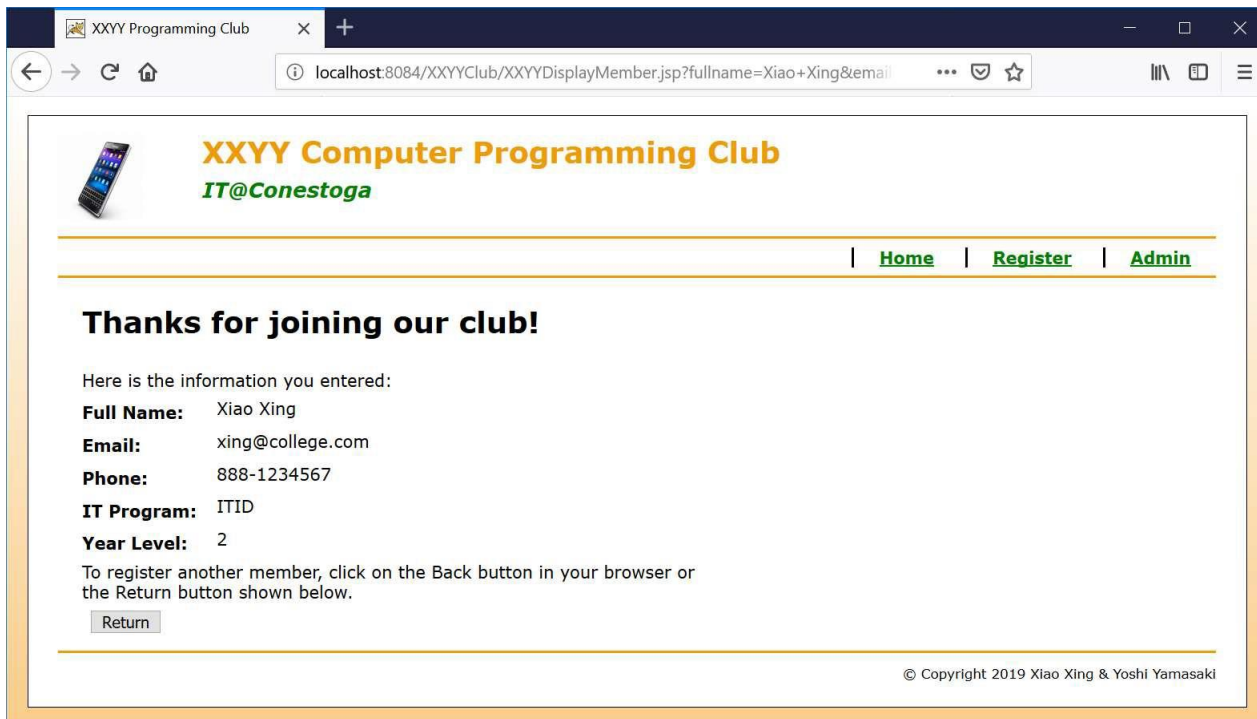 XXYY Programming Club
localhost:8084/XXYYClub/XXYYDisplayMember.jsp?fullname=Xiao+Xing&email
XXYY Computer Programming Club
IT@Conestoga
Home
Register
Admin
Thanks for joining our club!
Here is the information you entered:
Full Name: Xiao Xing
Email: xing@college.com
Phone: 888-1234567
IT Program: ITID
Year Level: 2
To register another member, click on the Back button in your browser or
the Return button shown below.
Return
© Copyright 2019 Xiao Xing & Yoshi Yamasaki